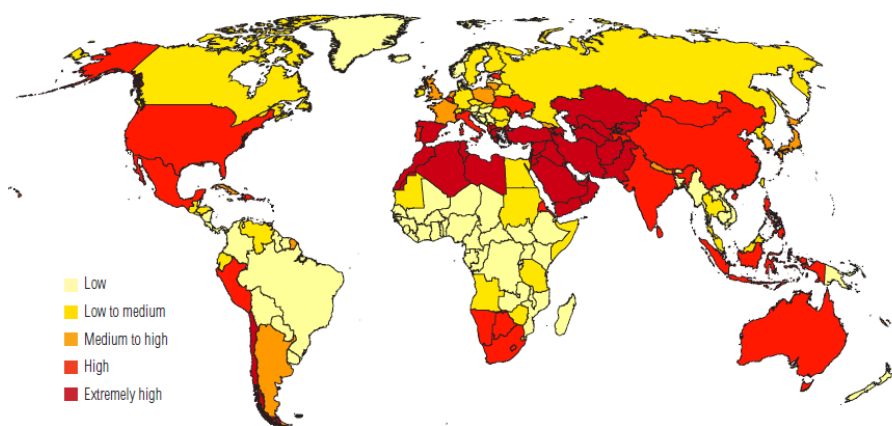 Low
Low to medium
Medium to high
High
Extremely high